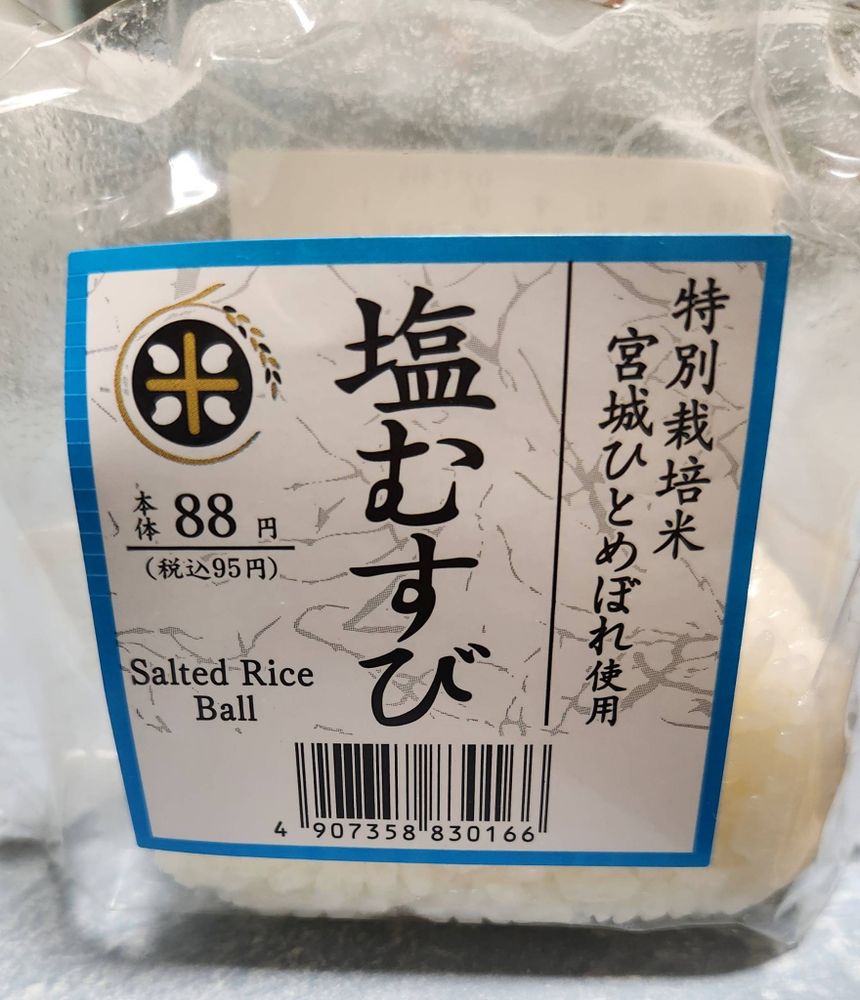 特別栽培米
宮城ひとめぼれ使用
塩むすび
本体 88 円
(税込95円)
Salted Rice
Ball
4 907358 830166